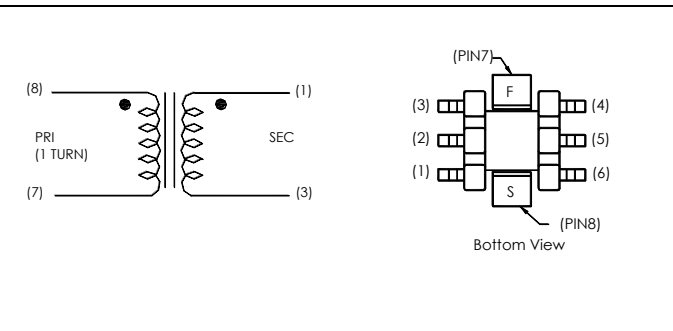 (8)
(1)
PRI
(1 TURN)
SEC
(7)
(3)
(PIN7)
F
(3)
(4)
(2)
(5)
(1)
(6)
S
(PIN8)
Bottom View